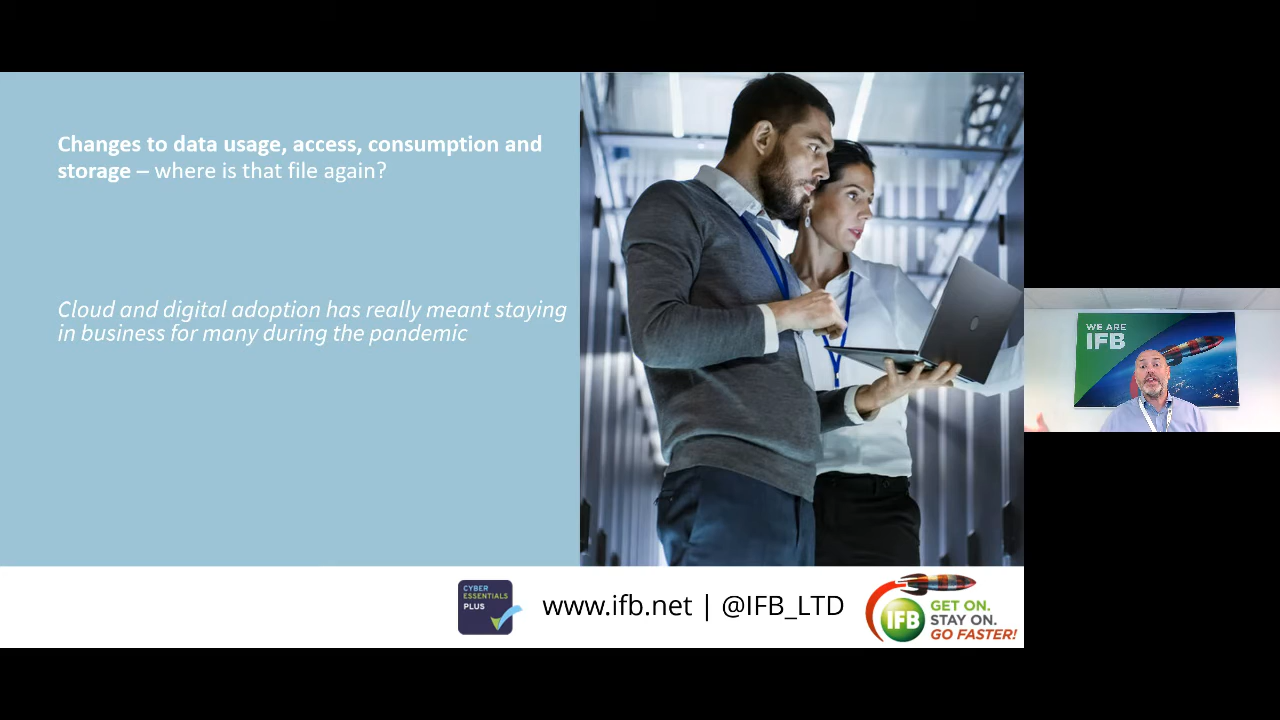 Changes to data usage, access, consumption and
storage – where is that file again?
Cloud and digital adoption has really meant staying
in business for many during the pandemic
WE ARE
IFB
CYBER
ESSENTIALS
PLUS
www.ifb.net | @IFB_LTD
IFB
GET ON.
STAY ON.
GO FASTER!